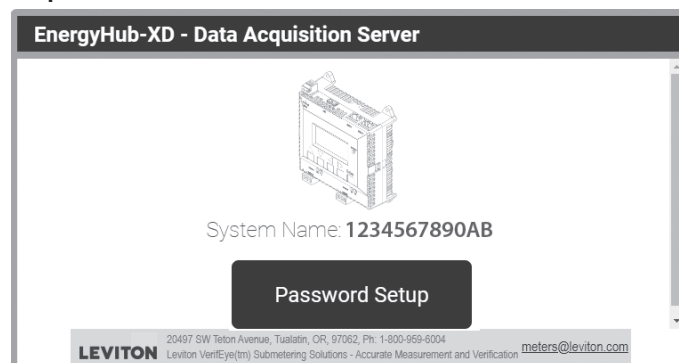 EnergyHub-XD - Data Acquisition Server
System Name: 1234567890AB
Password Setup
LEVITON
20497 SW Teton Avenue, Tualatin, OR, 97062, Ph: 1-800-959-6004
Leviton VerifEye(tm) Submetering Solutions - Accurate Measurement and Verification
meters@leviton.com